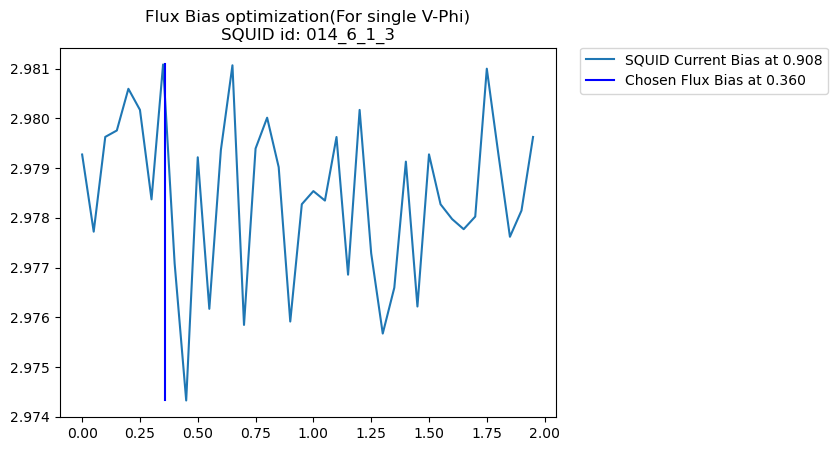 Flux Bias optimization(For single V-Phi)
SQUID id: 014_6_1_3
SQUID Current Bias at 0.908
Chosen Flux Bias at 0.360
2.981
2.980
2.979
2.978
2.977
2.976
2.975
2.974
0.00 0.25 0.50 0.75 1.00 1.25 1.50 1.75 2.00